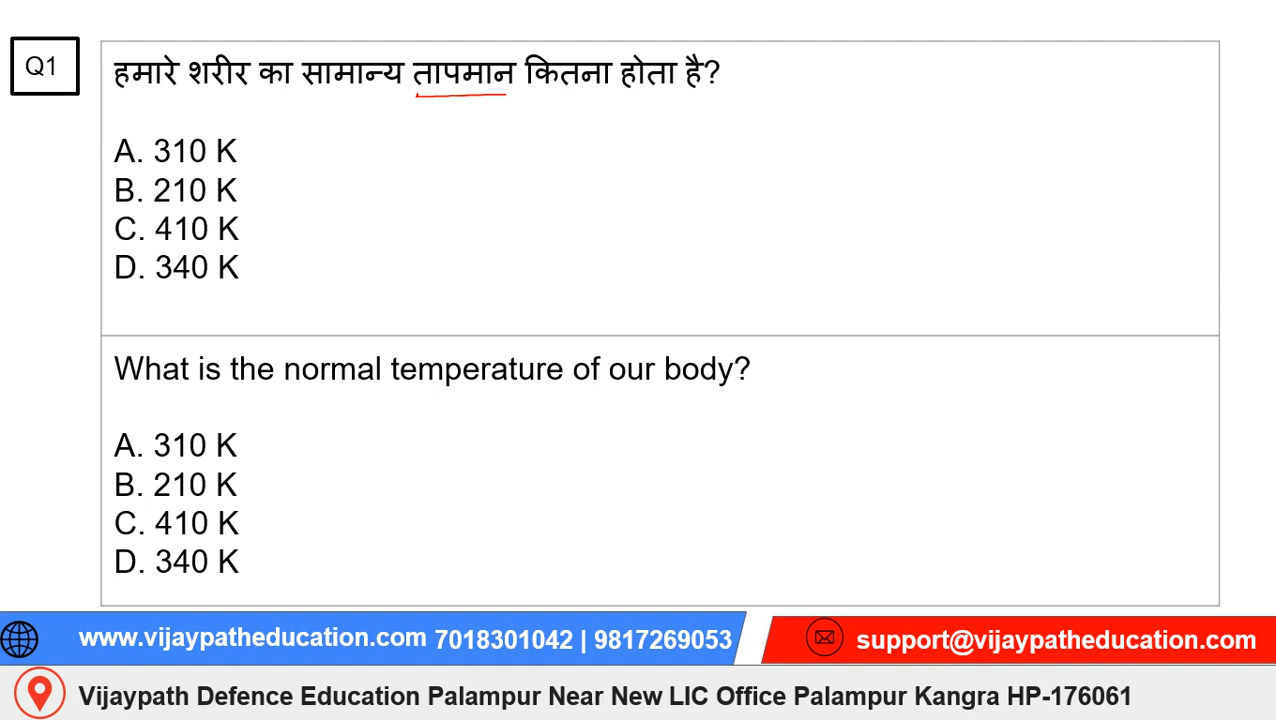 Q1
हमारे शरीर का सामान्य तापमान कितना होता है?
A. 310 K
B. 210 K
C. 410 K
D. 340 K
What is the normal temperature of our body?
A. 310 K
B. 210 K
C. 410 K
D. 340 K
www.vijaypatheducation.com 7018301042 | 9817269053
support@vijaypatheducation.com
Vijaypath Defence Education Palampur Near New LIC Office Palampur Kangra HP-176061